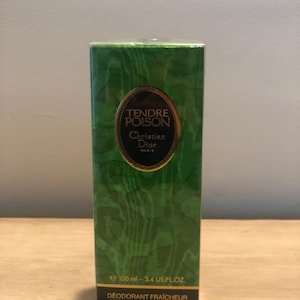 TENDRE
POISON
Christian
Dior
PARIS
℮ 100 ml - 3.4 US.FL.OZ.
DÉODORANT FRAÎCHEUR